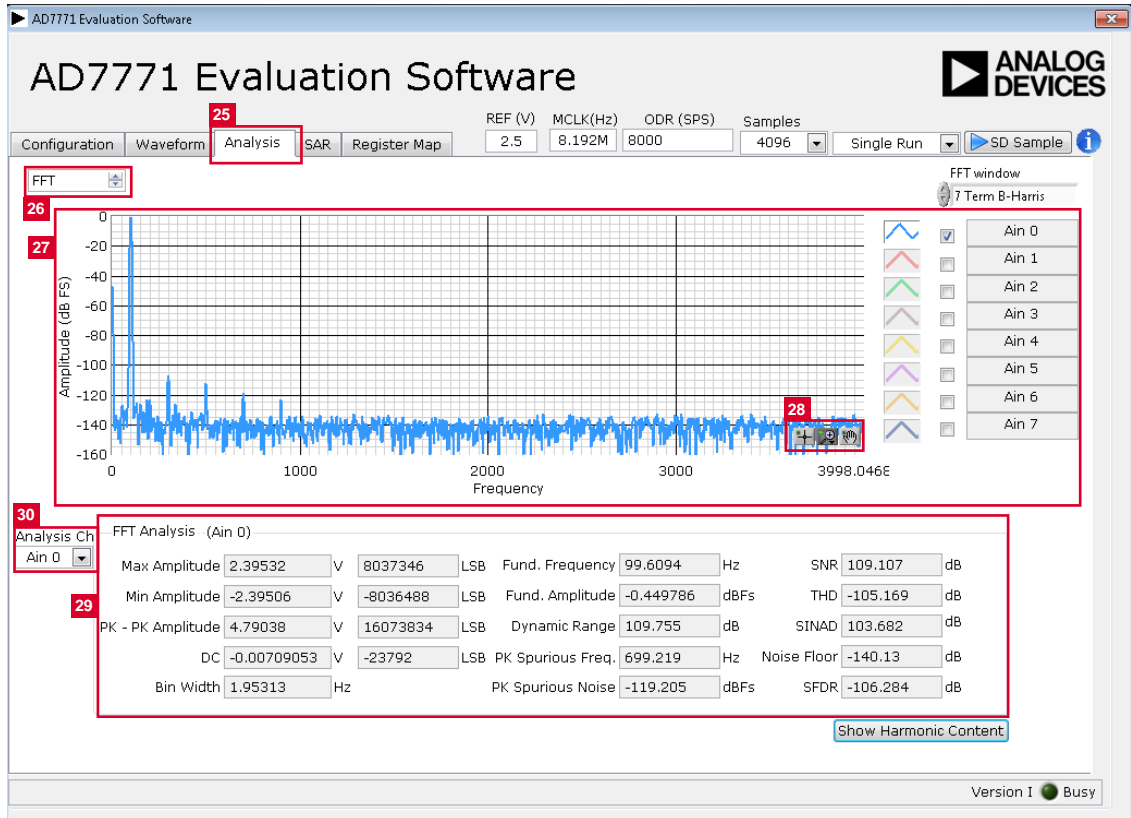 AD7771 Evaluation Software
AD7771 Evaluation Software
ANALOG
DEVICES
25
REF (V) MCLK(Hz) ODR (SPS) Samples
Configuration Waveform Analysis SAR Register Map 2.5 8.192M 8000 4096 Single Run SD Sample i
FFT
FFT window
7 Term B-Harris
26
27
Amplitude (dB FS)
0
-20
-40
-60
-80
-100
-120
-140
-160
0 1000 2000 3000 3998.046E
Frequency
28
Ain 0
Ain 1
Ain 2
Ain 3
Ain 4
Ain 5
Ain 6
Ain 7
30
Analysis Ch
Ain 0
29
FFT Analysis (Ain 0)
Max Amplitude 2.39532 V 8037346 LSB Fund. Frequency 99.6094 Hz SNR 109.107 dB
Min Amplitude -2.39506 V -8036488 LSB Fund. Amplitude -0.449786 dBFs THD -105.169 dB
PK - PK Amplitude 4.79038 V 16073834 LSB Dynamic Range 109.755 dB SINAD 103.682 dB
DC -0.00709053 V -23792 LSB PK Spurious Freq. 699.219 Hz Noise Floor -140.13 dB
Bin Width 1.95313 Hz PK Spurious Noise -119.205 dBFs SFDR -106.284 dB
Show Harmonic Content
Version I Busy